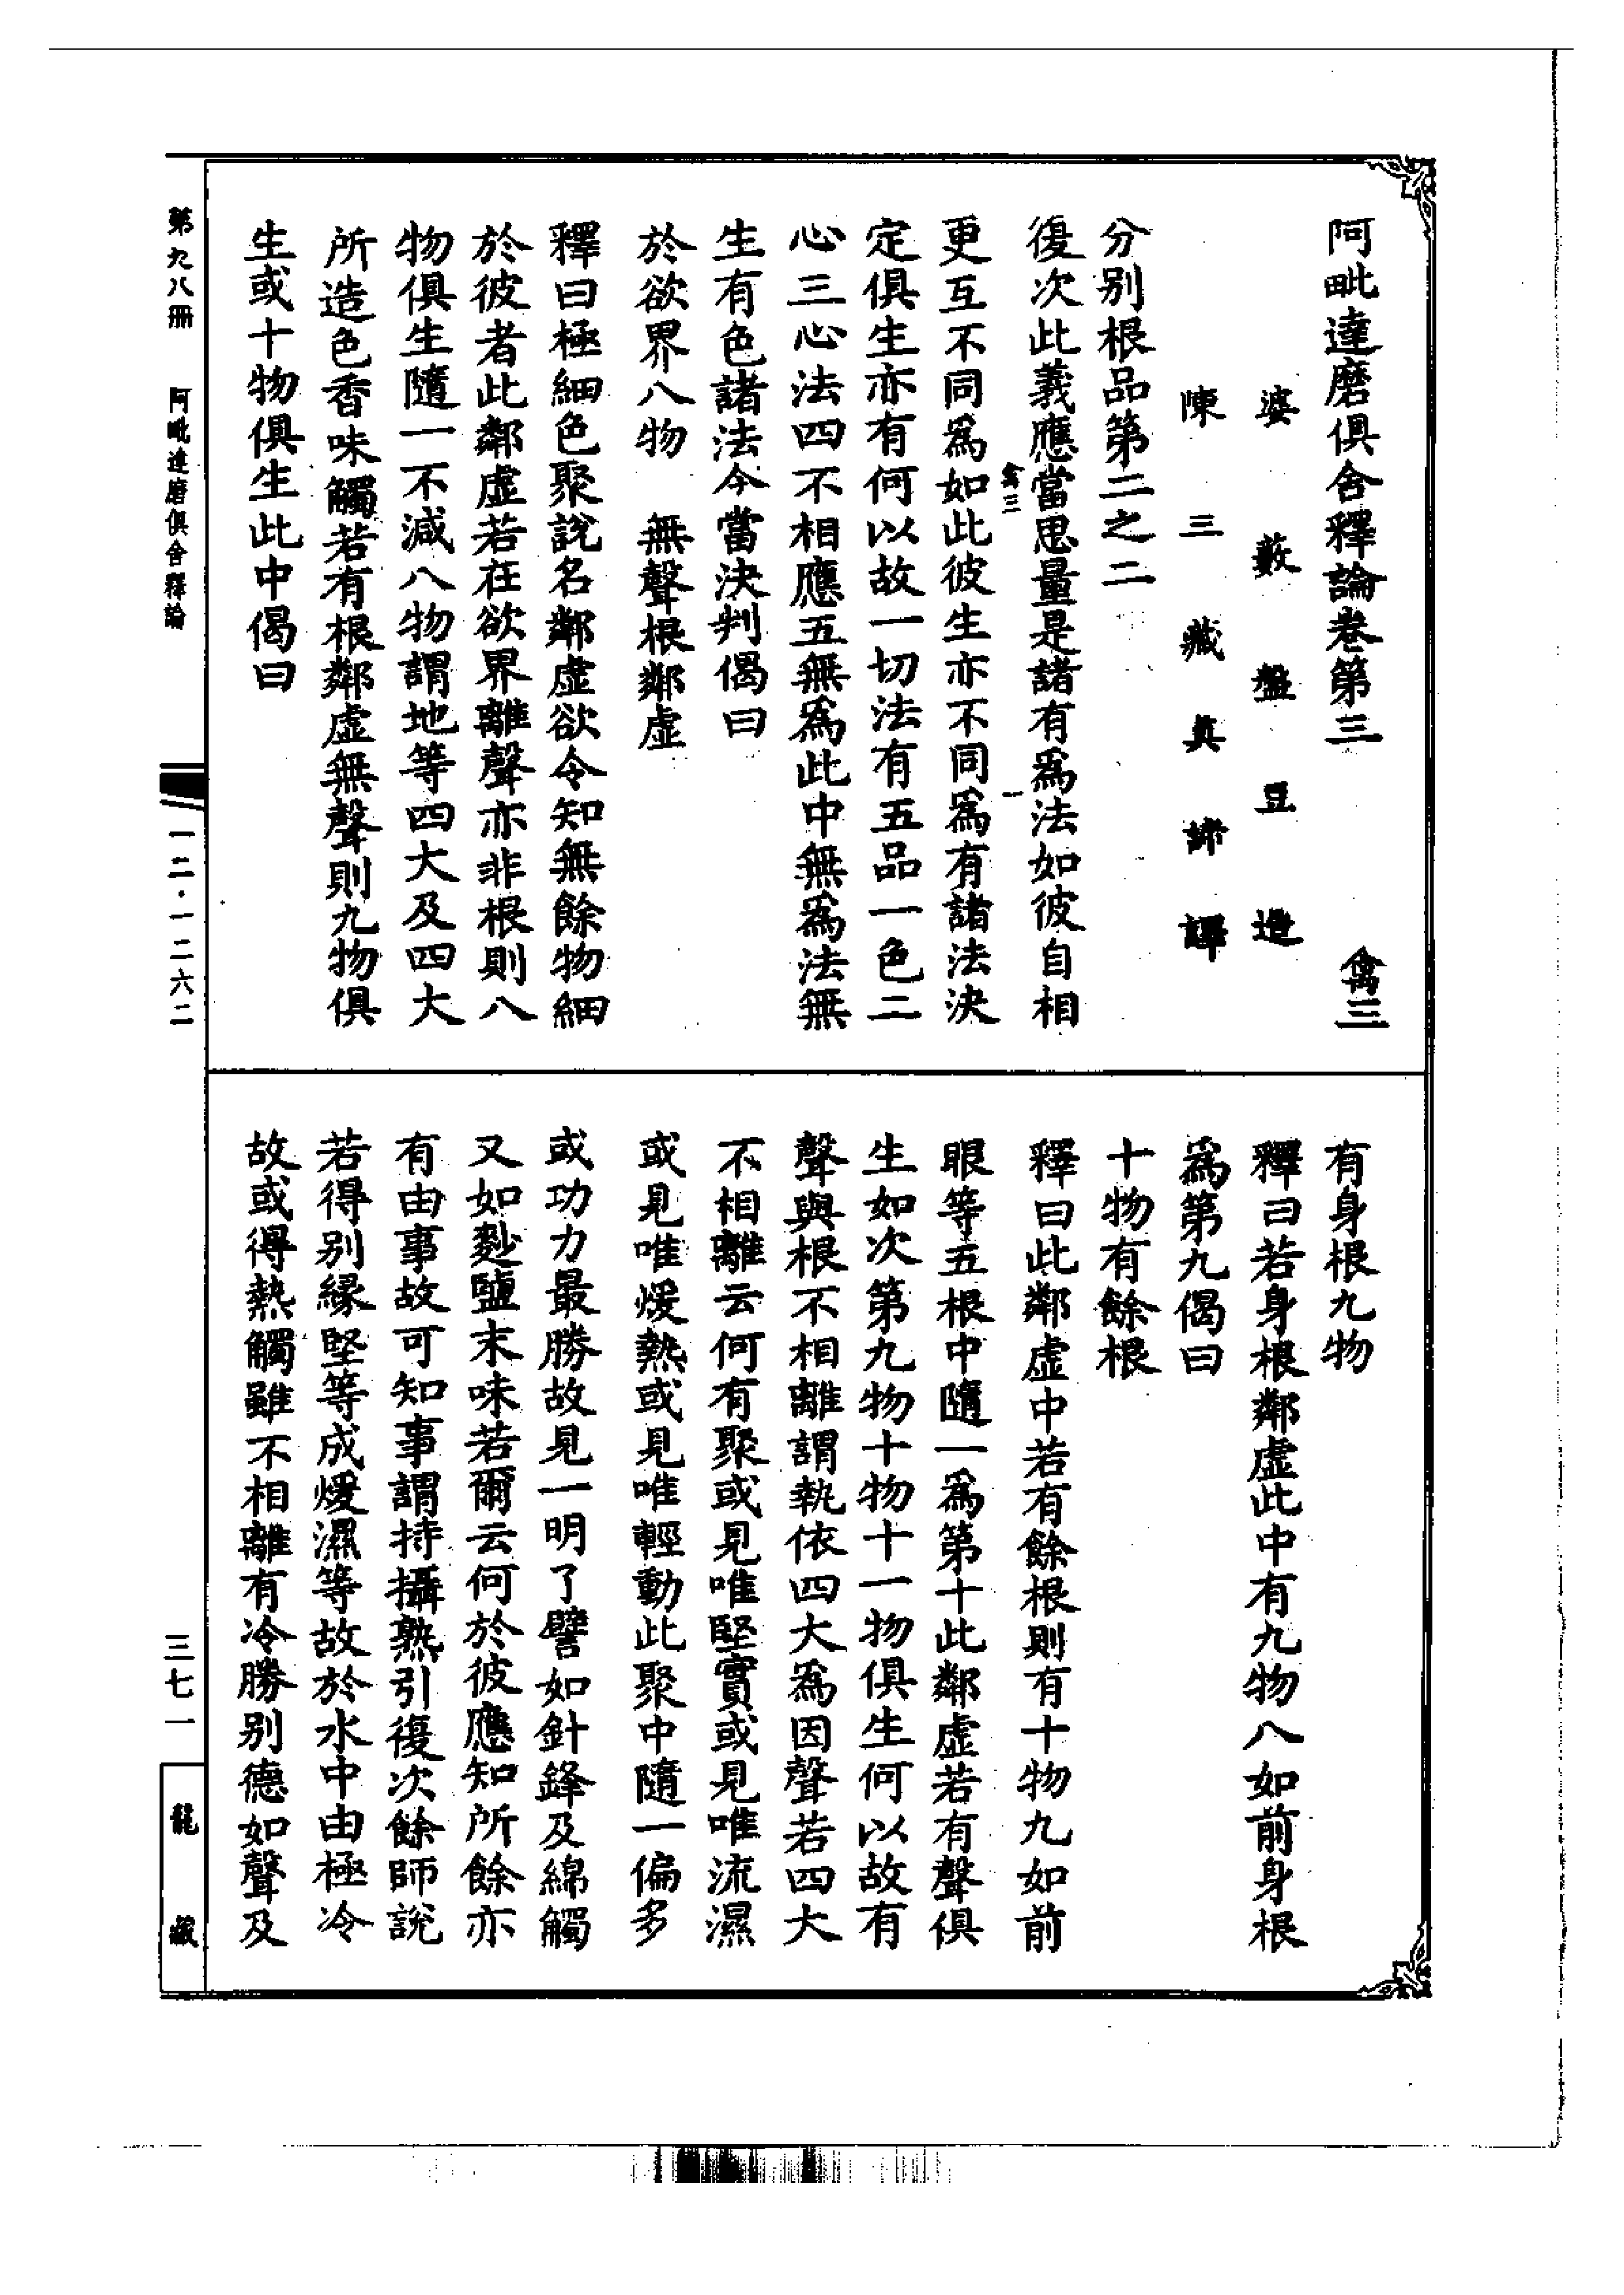 阿毗達磨俱舍釋論卷第三　禽三
婆藪盤豆造
陳三藏真諦譯
分別根品第二之二
復次此義應當思量是諸有爲法如彼自相
禽三　一
更互不同爲如此彼生亦不同爲有諸法決
定俱生亦有何以故一切法有五品一色二
心三心法四不相應五無爲此中無爲法無
生有色諸法今當決判偈曰
於欲界八物　無聲根鄰虛
釋曰極細色聚說名鄰虛欲令知無餘物細
於彼者此鄰虛若在欲界離聲亦非根則八
物俱生隨一不減八物謂地等四大及四大
所造色香味觸若有根鄰虛無聲則九物俱
生或十物俱生此中偈曰
有身根九物
釋曰若身根鄰虛此中有九物八如前身根
爲第九偈曰
十物有餘根
釋曰此鄰虛中若有餘根則有十物九如前
眼等五根中隨一爲第十此鄰虛若有聲俱
生如次第九物十物十一物俱生何以故有
聲與根不相離謂執依四大爲因聲若四大
不相離云何有聚或見唯堅實或見唯流濕
或見唯煖熱或見唯輕動此聚中隨一偏多
或功力最勝故見一明了譬如針鋒及綿觸
又如麨鹽末味若爾云何於彼應知所餘亦
有由事故可知事謂持攝熟引復次餘師說
若得別緣堅等成煖濕等故於水中由極冷
故或得熱觸雖不相離有冷勝別德如聲及
第九八冊　阿毗達磨俱舍釋論
一二·一二六二
三七一
龍藏